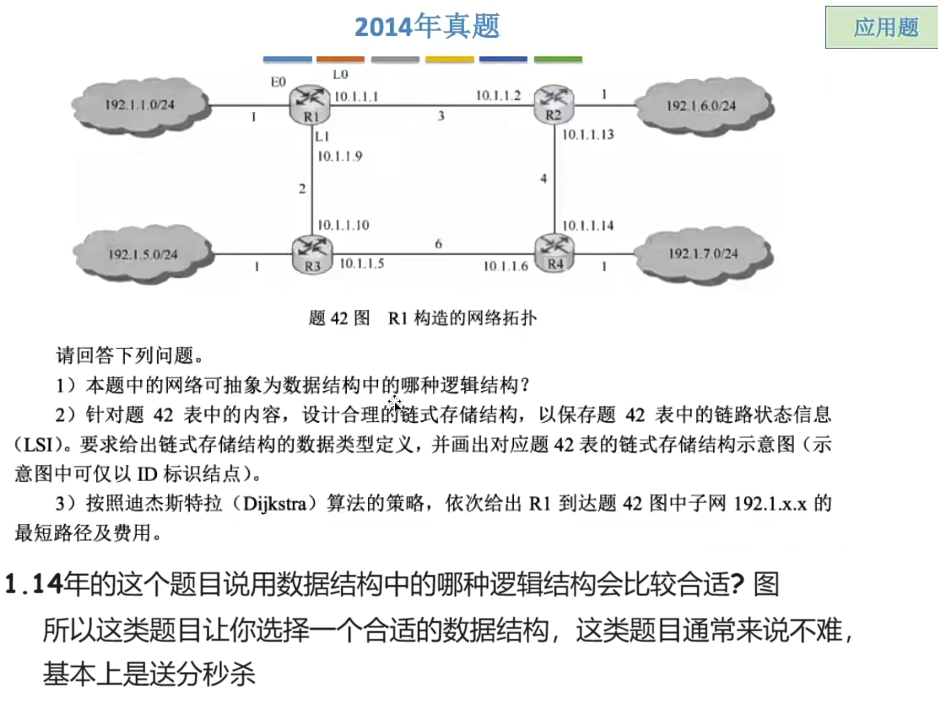 2014年真题
应用题
E0
L0
192.1.1.0/24
10.1.1.1
10.1.1.2
1
192.1.6.0/24
1
R1
3
R2
L1
10.1.1.13
10.1.1.9
2
4
10.1.1.10
10.1.1.14
6
192.1.5.0/24
192.1.7.0/24
1
R3
10.1.1.5
10.1.1.6
R4
1
题 42 图 R1 构造的网络拓扑
请回答下列问题。
1）本题中的网络可抽象为数据结构中的哪种逻辑结构？
2）针对题 42 表中的内容，设计合理的链式存储结构，以保存题 42 表中的链路状态信息
（LSI）。要求给出链式存储结构的数据类型定义，并画出对应题 42 表的链式存储结构示意图（示
意图中可仅以 ID 标识结点）。
3）按照迪杰斯特拉（Dijkstra）算法的策略，依次给出 R1 到达题 42 图中子网 192.1.x.x 的
最短路径及费用。
1.14年的这个题目说用数据结构中的哪种逻辑结构会比较合适? 图
所以这类题目让你选择一个合适的数据结构，这类题目通常来说不难，
基本上是送分秒杀